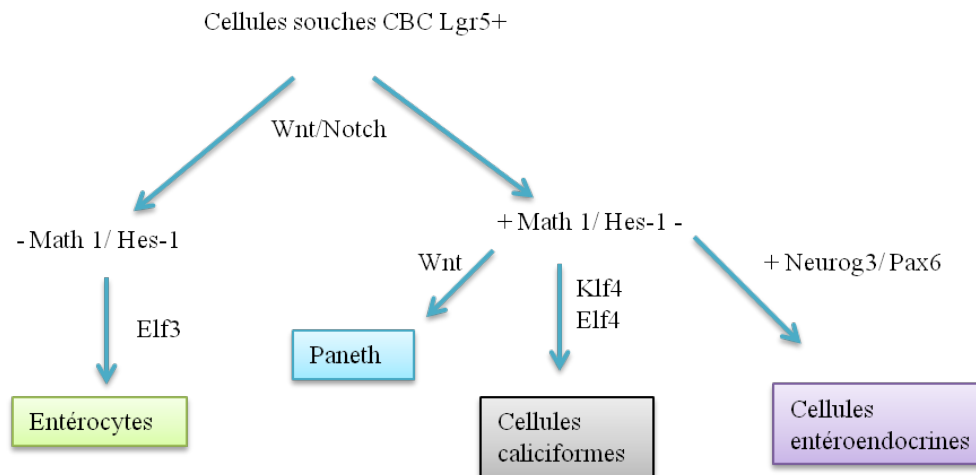 Cellules souches CBC Lgr5+
Wnt/Notch
- Math 1/ Hes-1
+ Math 1/ Hes-1 -
Wnt
+ Neurog3/ Pax6
Klf4
Elf4
Elf3
Paneth
Entérocytes
Cellules
caliciformes
Cellules
entéroendocrines